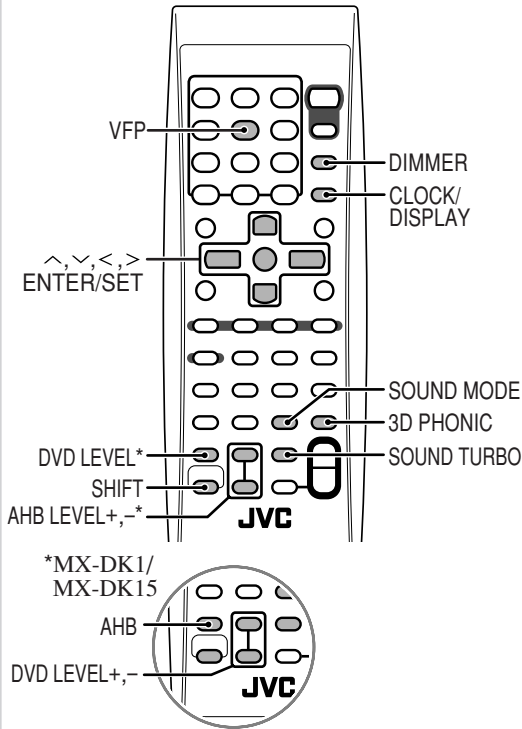 VFP
DIMMER
CLOCK/
DISPLAY
^,⌄,<,>
ENTER/SET
SOUND MODE
3D PHONIC
DVD LEVEL*
SOUND TURBO
SHIFT
AHB LEVEL+,–*
JVC
*MX-DK1/
MX-DK15
AHB
DVD LEVEL+,–
JVC